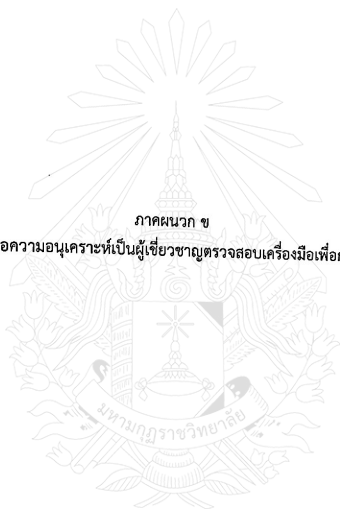 ภาคผนวก ข
อความอนุเคราะห์เป็นผู้เชี่ยวชาญตรวจสอบเครื่องมือเพื่อ
มหามกุฏราชวิทยาลัย